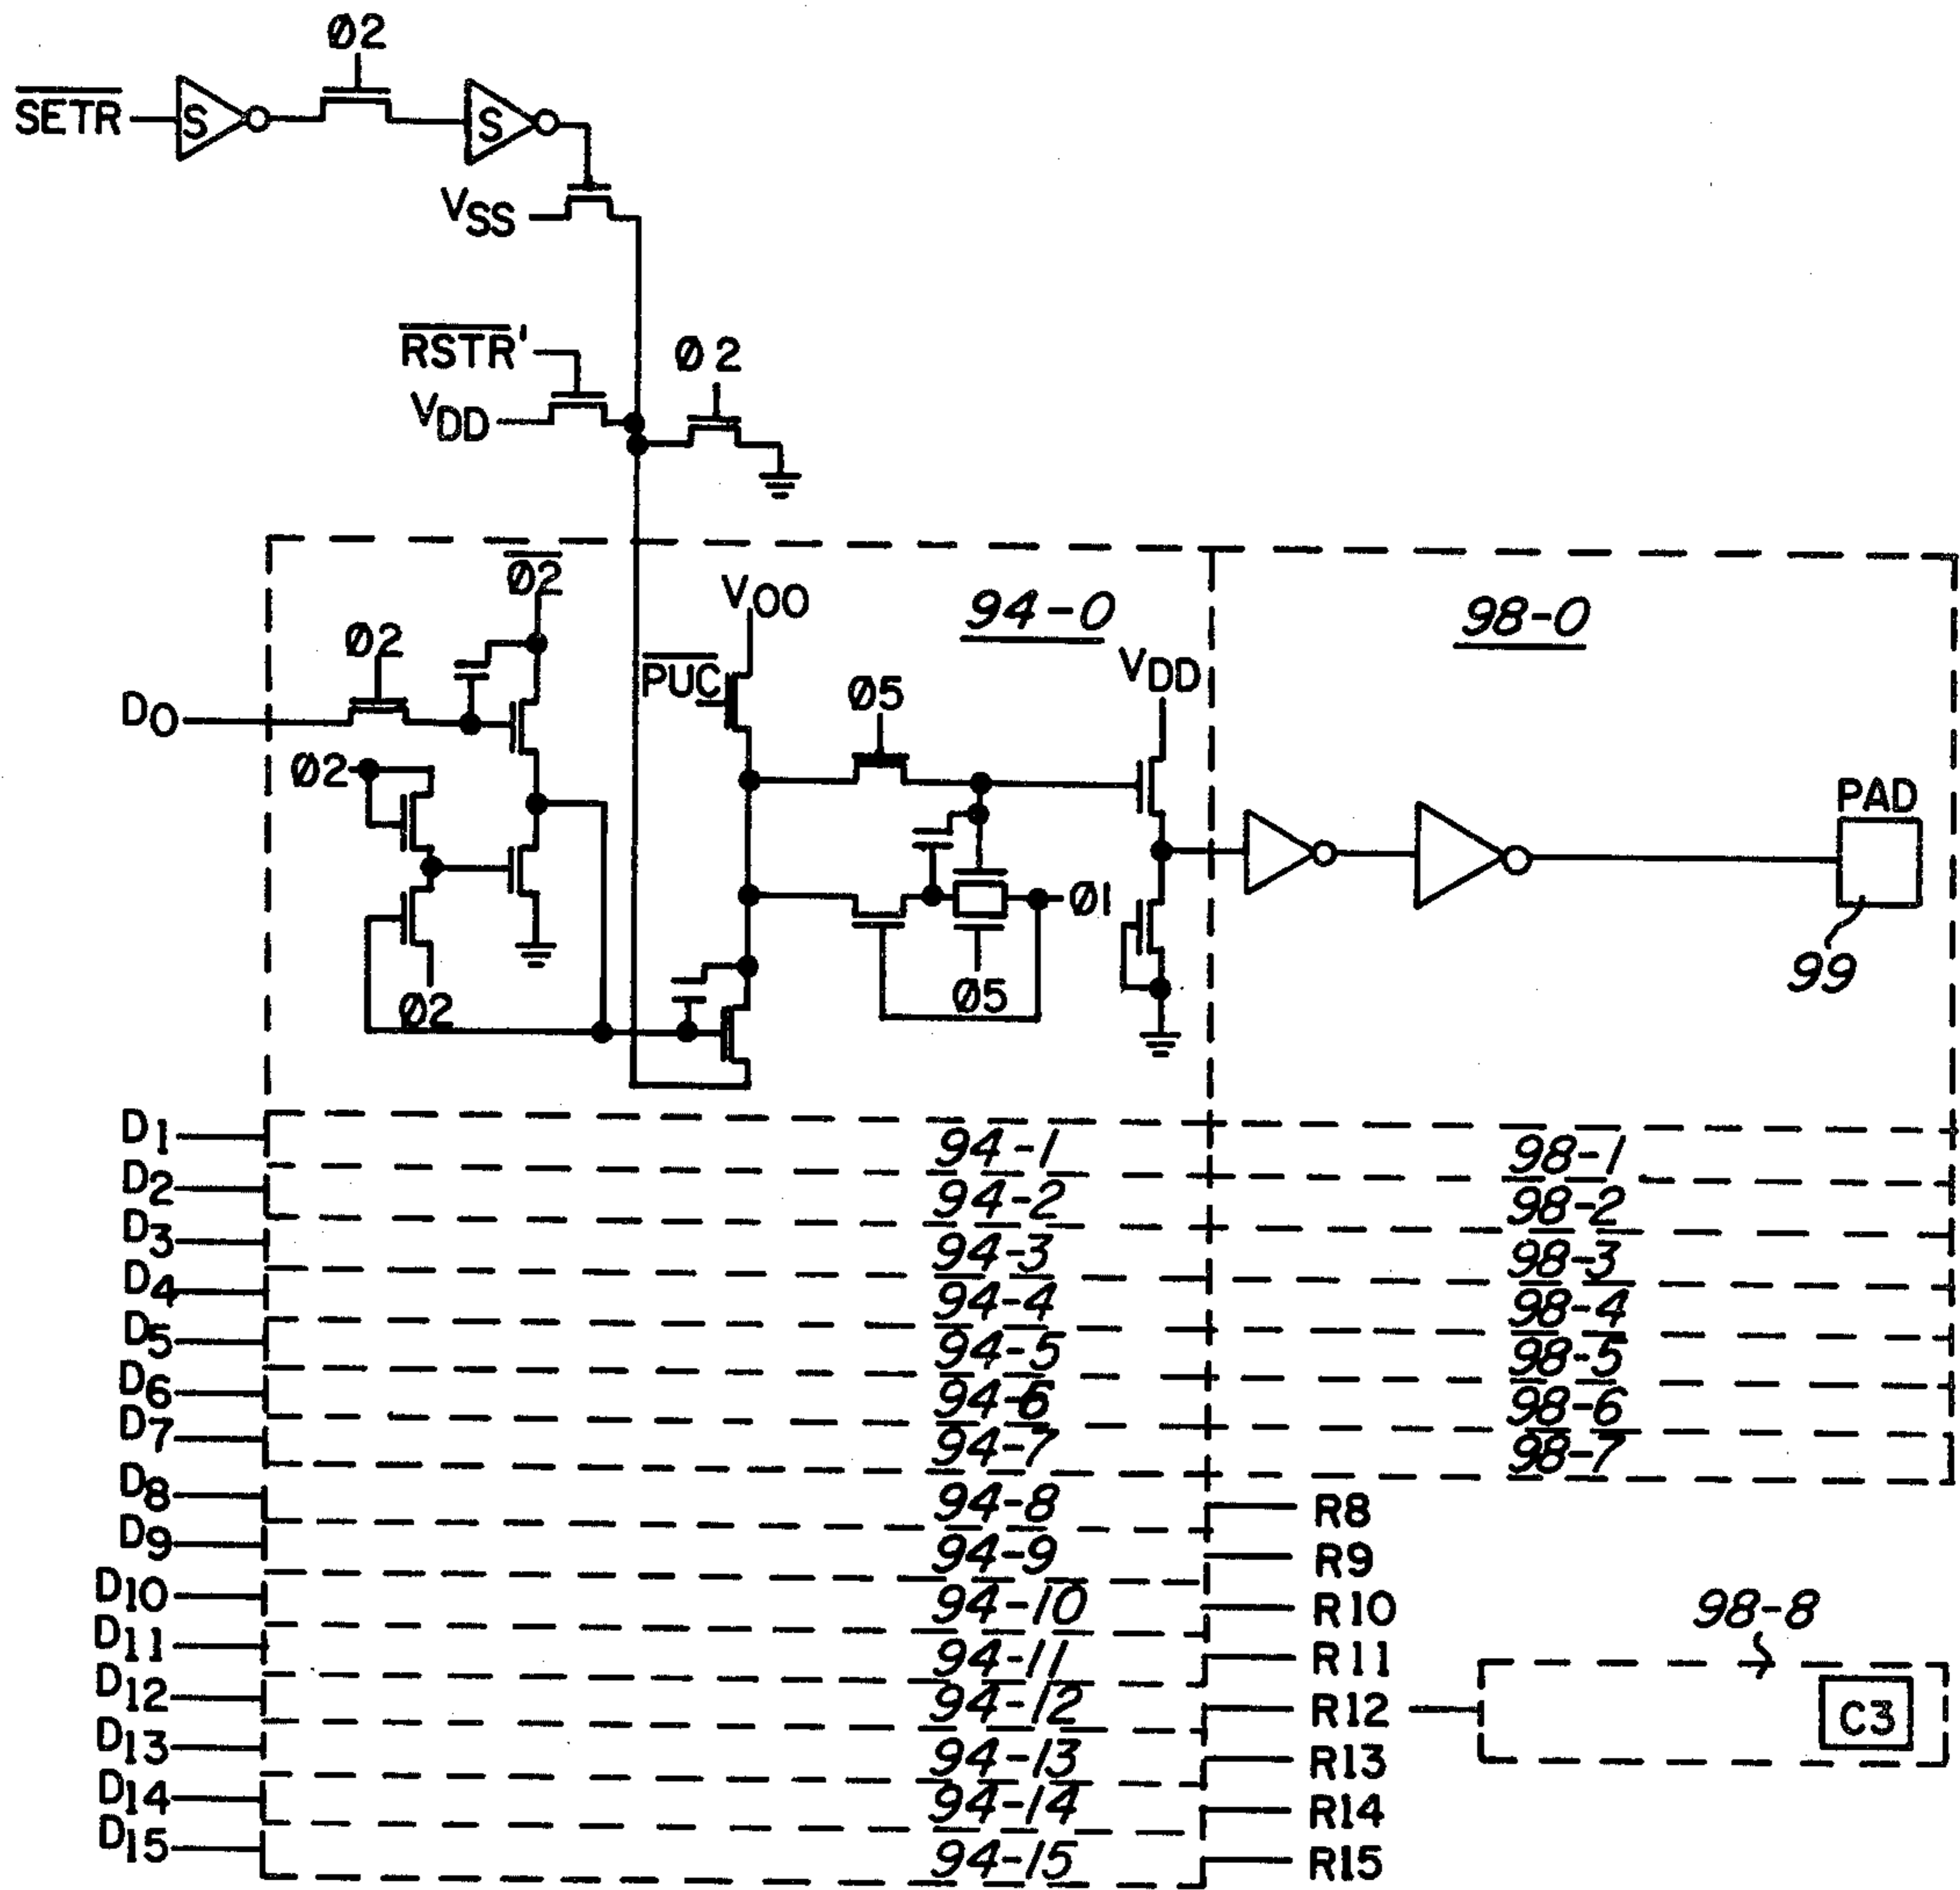 Ø2
S̅E̅T̅R̅
S
S
VSS
R̅S̅T̅R̅'
Ø2
VDD
Ø̅2̅
VOO
94-0
98-0
Ø2
P̅U̅C̅
VDD
DO
Ø5
Ø2
PAD
Ø1
Ø2
Ø5
99
D1
94-1
98-1
D2
94-2
98-2
D3
94-3
98-3
D4
94-4
98-4
D5
94-5
98-5
D6
94-6
98-6
D7
94-7
98-7
D8
94-8
R8
D9
94-9
R9
D10
94-10
R10
98-8
D11
94-11
R11
D12
94-12
R12
C3
D13
94-13
R13
D14
94-14
R14
D15
94-15
R15